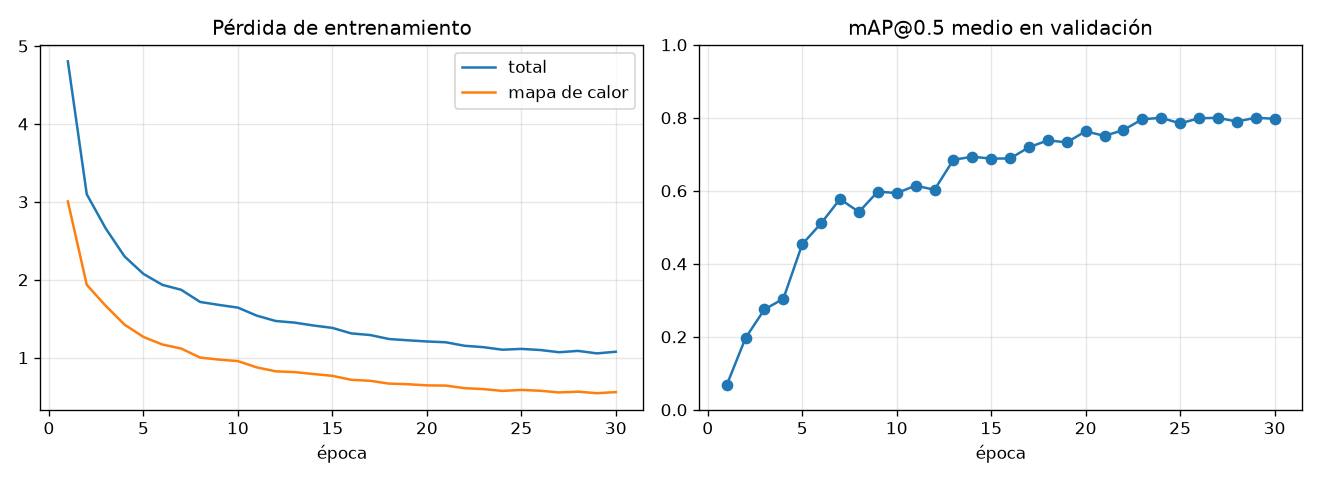 Pérdida de entrenamiento
5
4
3
2
1
total
mapa de calor
0 5 10 15 20 25 30
época
mAP@0.5 medio en validación
1.0
0.8
0.6
0.4
0.2
0.0
0 5 10 15 20 25 30
época